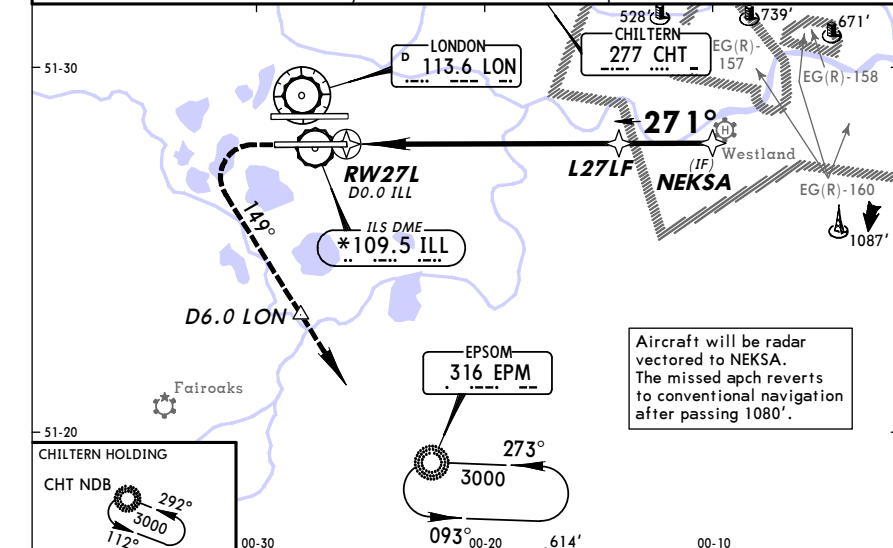 528'
739'
671'
LONDON
D 113.6 LON
CHILTERN
277 CHT
EG(R)-
157
EG(R)-158
51-30
271°
RW27L
D0.0 ILL
L27LF
(IF)
NEKSA
H
Westland
EG(R)-160
149°
ILS DME
*109.5 ILL
1087'
D6.0 LON
Aircraft will be radar
vectored to NEKSA.
The missed apch reverts
to conventional navigation
after passing 1080'.
EPSOM
316 EPM
Fairoaks
51-20
273°
3000
093°
CHILTERN HOLDING
CHT NDB
292°
3000
112°
00-30
00-20
614'
00-10